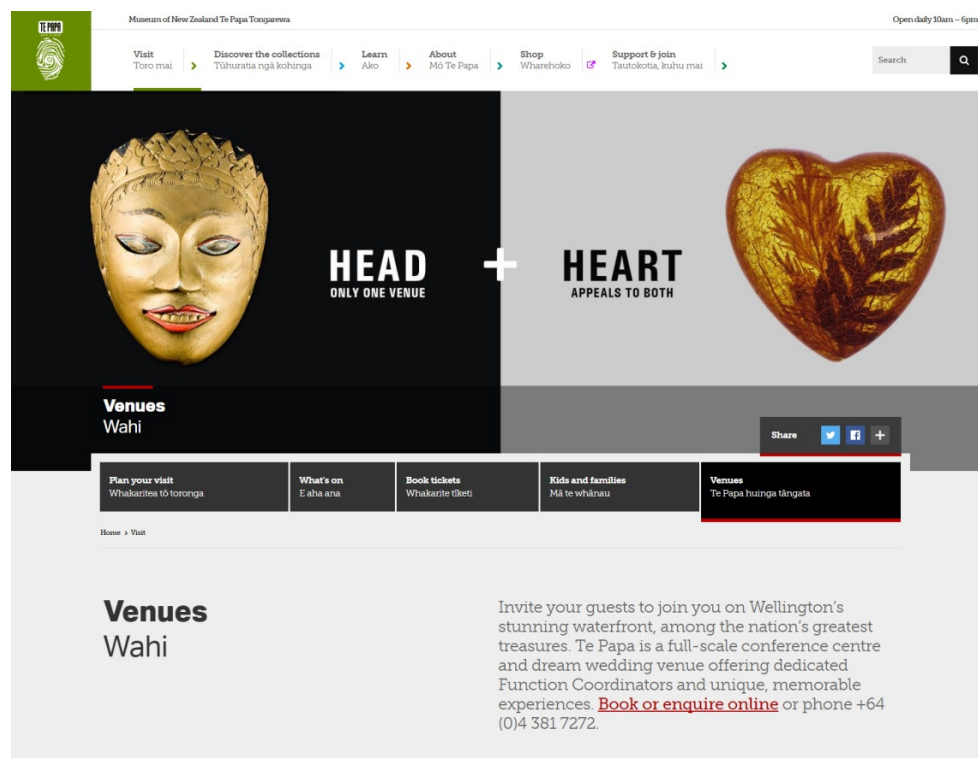 TE PAPA
Museum of New Zealand Te Papa Tongarewa
Open daily 10am – 6pm
Visit
Toro mai
Discover the collections
Tūhuratia ngā kohinga
Learn
Ako
About
Mō Te Papa
Shop
Wharehoko
Support & join
Tautokotia, kuhu mai
Search
HEAD
ONLY ONE VENUE
+
HEART
APPEALS TO BOTH
Venues
Wahi
Share
Plan your visit
Whakaritea tō toronga
What's on
E aha ana
Book tickets
Whakarite tīketi
Kids and families
Mā te whānau
Venues
Te Papa huinga tāngata
Home > Visit
Venues
Wahi
Invite your guests to join you on Wellington's
stunning waterfront, among the nation's greatest
treasures. Te Papa is a full-scale conference centre
and dream wedding venue offering dedicated
Function Coordinators and unique, memorable
experiences. Book or enquire online or phone +64
(0)4 381 7272.